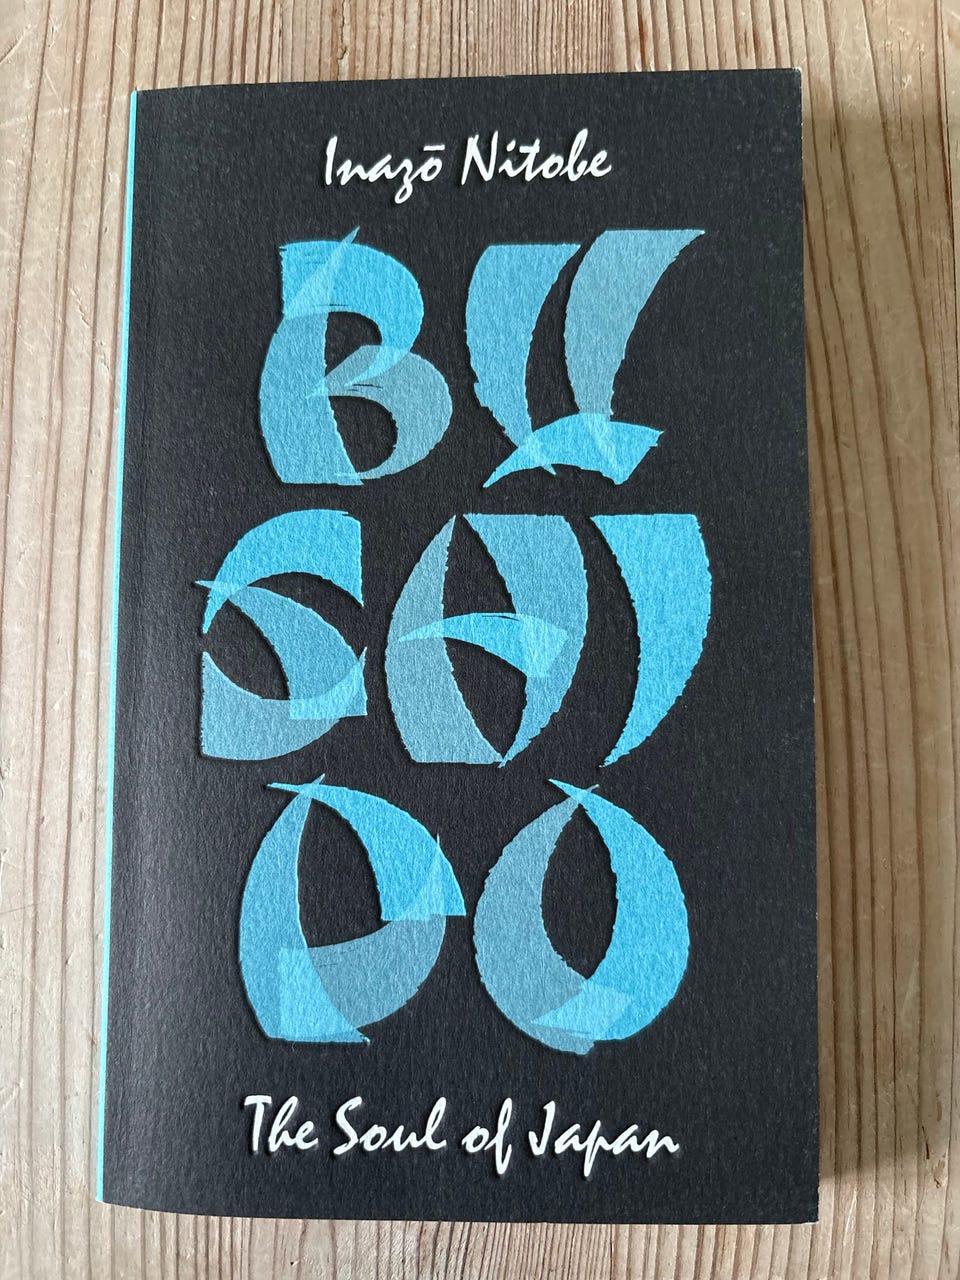 Inazō Nitobe
BU
SHI
DO
The Soul of Japan